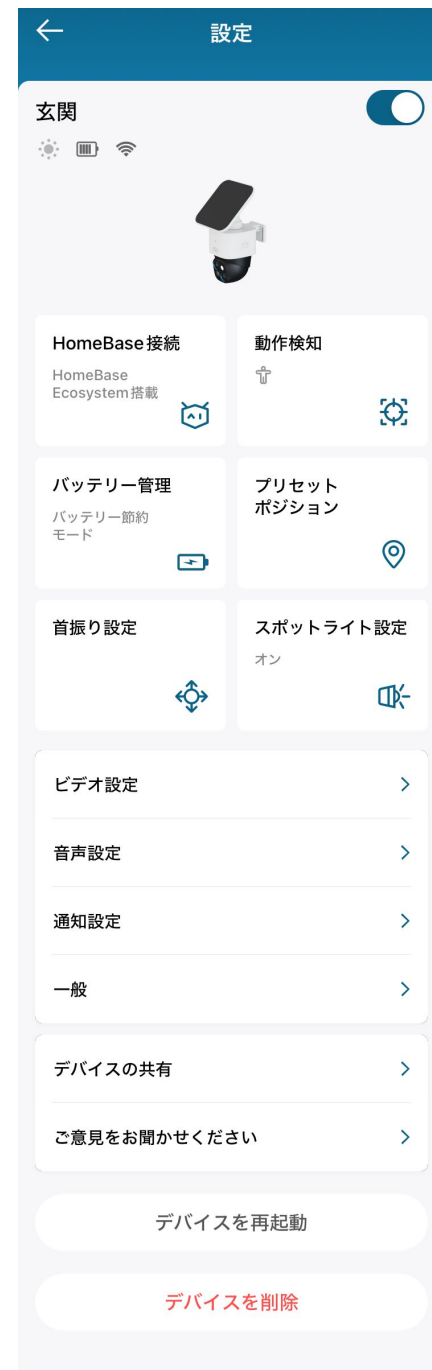 設定
玄関
HomeBase接続
HomeBase
Ecosystem搭載
動作検知
バッテリー管理
バッテリー節約
モード
プリセット
ポジション
首振り設定
スポットライト設定
オン
ビデオ設定
音声設定
通知設定
一般
デバイスの共有
ご意見をお聞かせください
デバイスを再起動
デバイスを削除